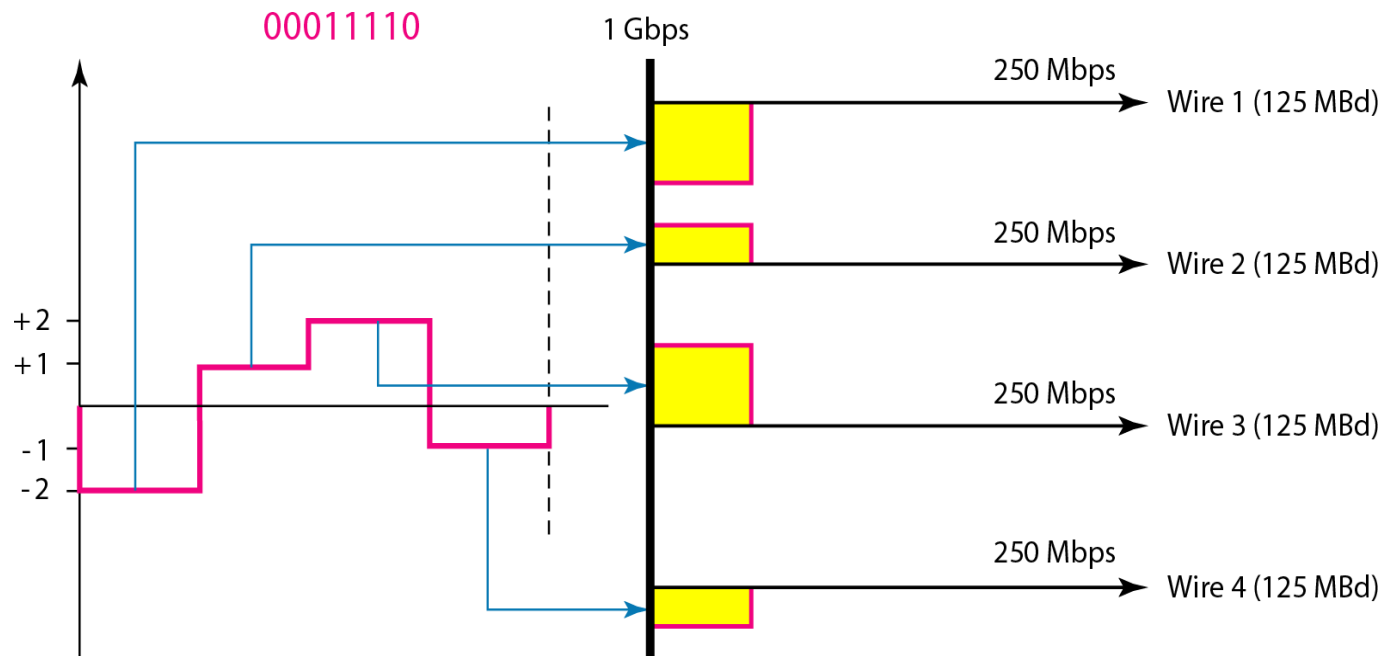 00011110
1 Gbps
250 Mbps
Wire 1 (125 MBd)
250 Mbps
Wire 2 (125 MBd)
+2
+1
-1
-2
250 Mbps
Wire 3 (125 MBd)
250 Mbps
Wire 4 (125 MBd)